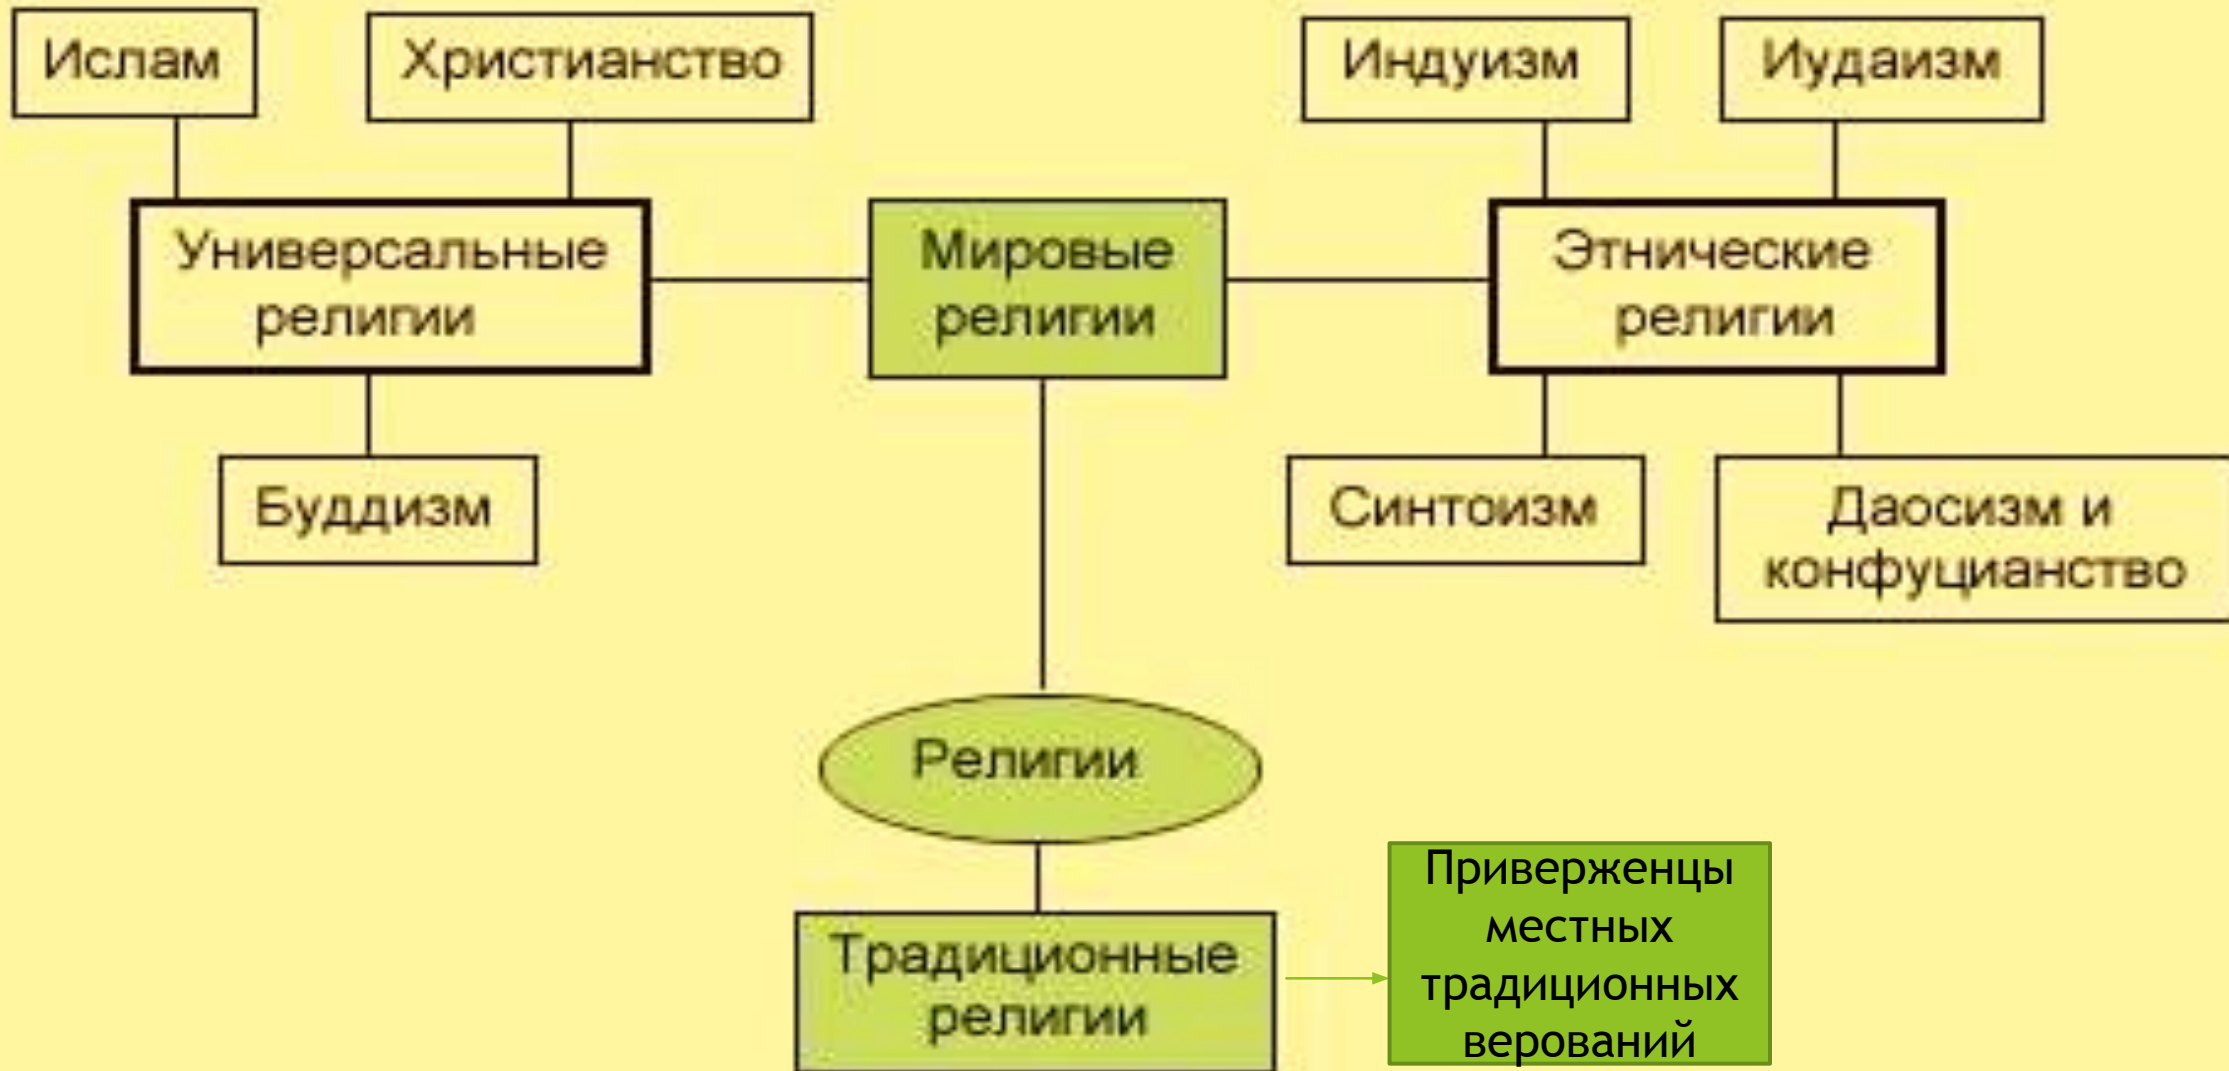 Ислам
Христианство
Индуизм
Иудаизм
Универсальные
религии
Мировые
религии
Этнические
религии
Буддизм
Синтоизм
Даосизм и
конфуцианство
Религии
Традиционные
религии
Приверженцы
местных
традиционных
верований